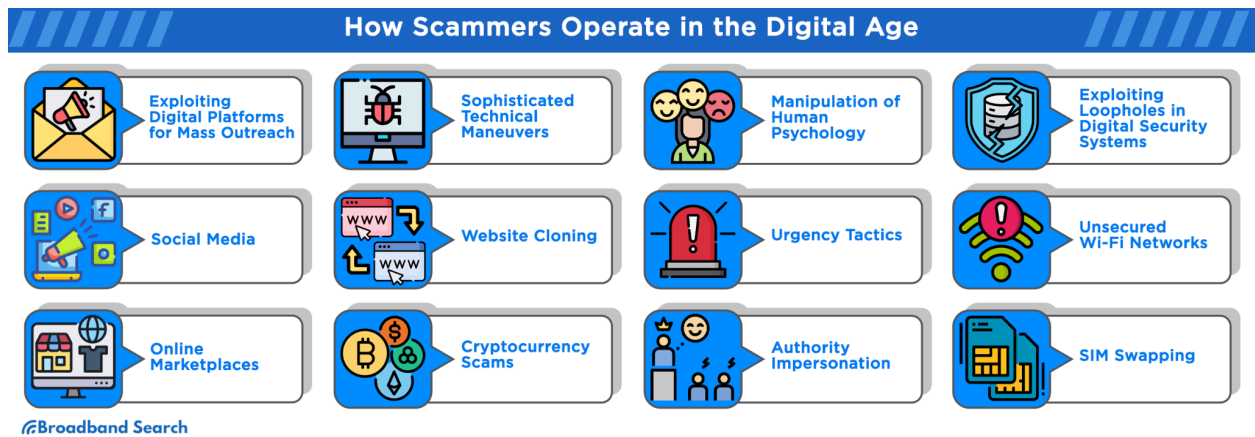 How Scammers Operate in the Digital Age
Exploiting
Digital Platforms
for Mass Outreach
Sophisticated
Technical
Maneuvers
Manipulation of
Human
Psychology
Exploiting
Loopholes in
Digital Security
Systems
Social Media
www
www
Website Cloning
Urgency Tactics
Unsecured
Wi-Fi Networks
Online
Marketplaces
Cryptocurrency
Scams
Authority
Impersonation
SIM Swapping
Broadband Search